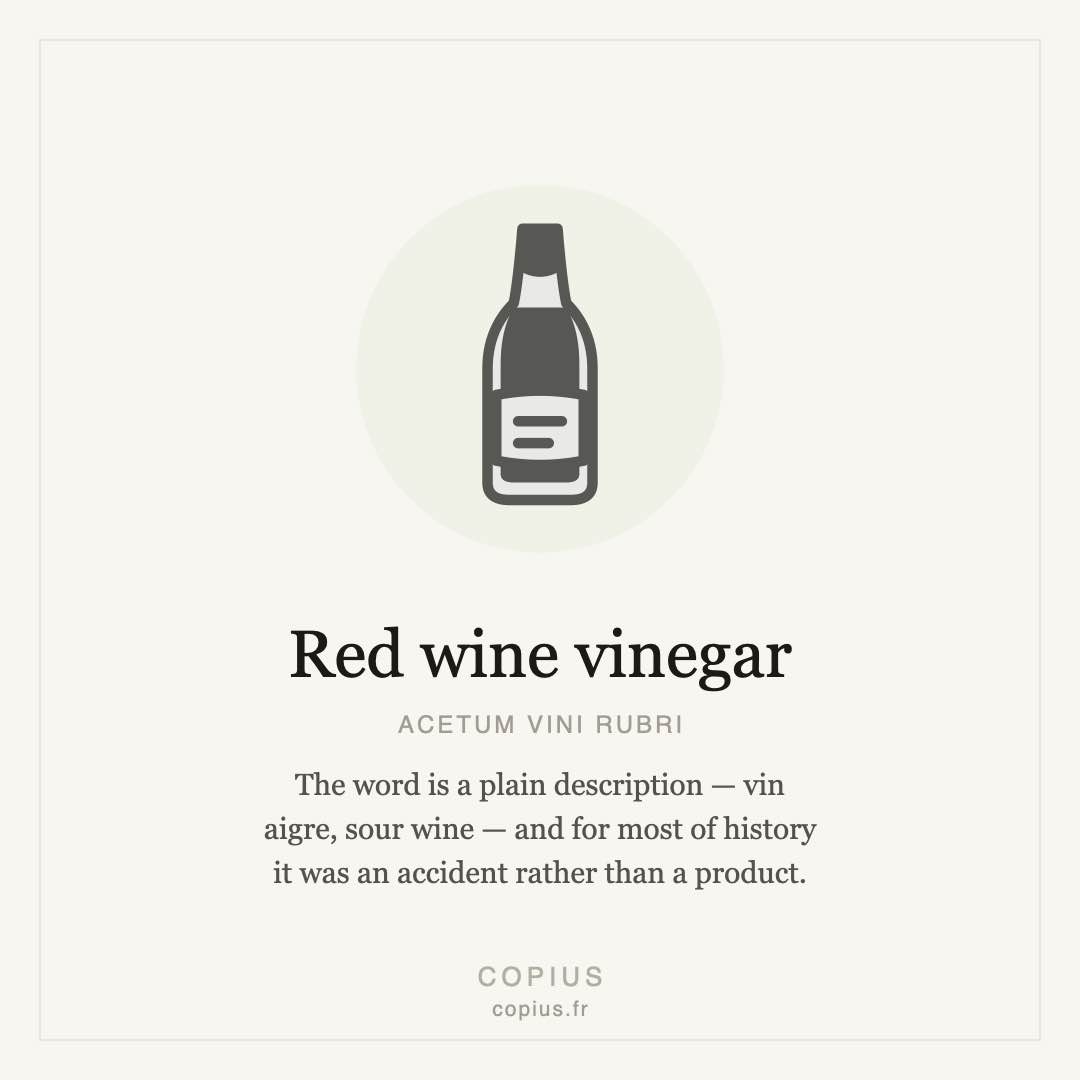 Red wine vinegar
ACETUM VINI RUBRI
The word is a plain description — vin
aigre, sour wine — and for most of history
it was an accident rather than a product.
COPIUS
copius.fr